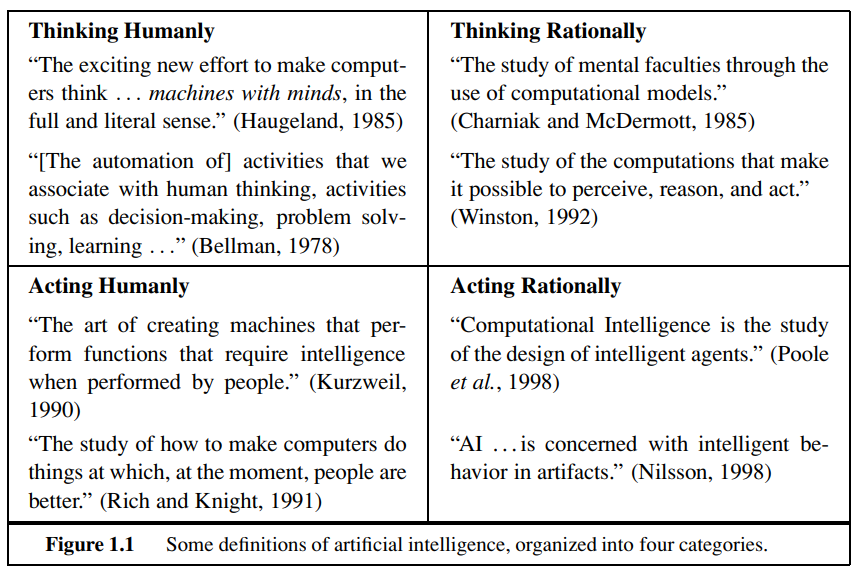 Thinking Humanly
“The exciting new effort to make comput-
ers think . . . machines with minds, in the
full and literal sense.” (Haugeland, 1985)
“[The automation of] activities that we
associate with human thinking, activities
such as decision-making, problem solv-
ing, learning . . .” (Bellman, 1978)
Thinking Rationally
“The study of mental faculties through the
use of computational models.”
(Charniak and McDermott, 1985)
“The study of the computations that make
it possible to perceive, reason, and act.”
(Winston, 1992)
Acting Humanly
“The art of creating machines that per-
form functions that require intelligence
when performed by people.” (Kurzweil,
1990)
“The study of how to make computers do
things at which, at the moment, people are
better.” (Rich and Knight, 1991)
Acting Rationally
“Computational Intelligence is the study
of the design of intelligent agents.” (Poole
et al., 1998)
“AI . . . is concerned with intelligent be-
havior in artifacts.” (Nilsson, 1998)
Figure 1.1 Some definitions of artificial intelligence, organized into four categories.